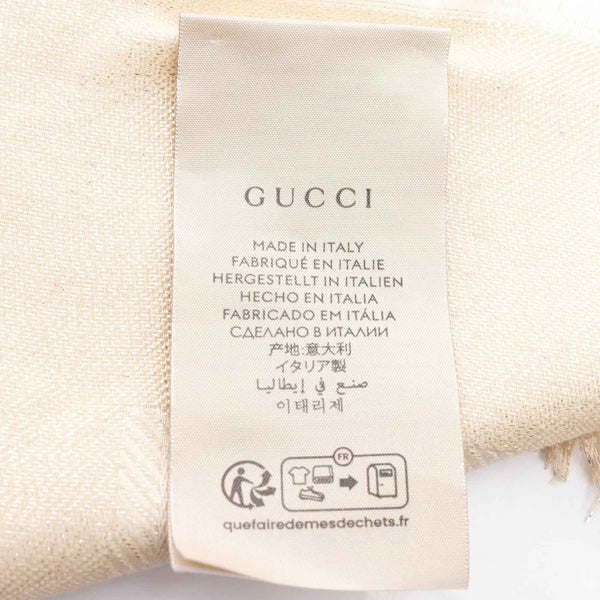 GUCCI
MADE IN ITALY
FABRIQUÉ EN ITALIE
HERGESTELLT IN ITALIEN
HECHO EN ITALIA
FABRICADO EM ITÁLIA
СДЕЛАНО В ИТАЛИИ
产地:意大利
イタリア製
صنع في إيطاليا
이태리제
FR
quefairedemesdechets.fr